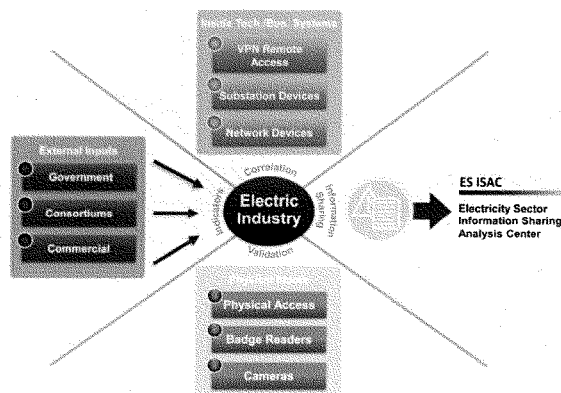 Inside Tech /Bus. Systems
VPN Remote
Access
Substation Devices
Network Devices
External Inputs
Government
Consortiums
Commercial
Indicators
Correlation
Information
Sharing
Validation
Electric
Industry
ES ISAC
Electricity Sector
Information Sharing
Analysis Center
Physical Access
Badge Readers
Cameras